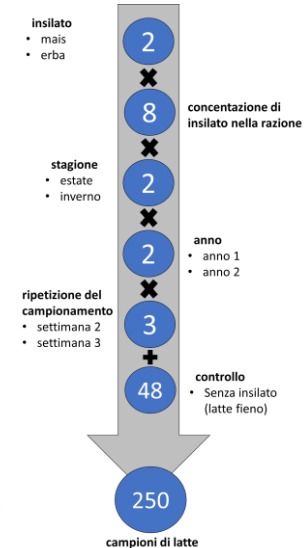 insilato
• mais
• erba
2
8
concentazione di
insilato nella razione
stagione
• estate
• inverno
2
2
anno
• anno 1
• anno 2
ripetizione del
campionamento
• settimana 2
• settimana 3
3
48
controllo
• Senza insilato
(latte fieno)
250
campioni di latte